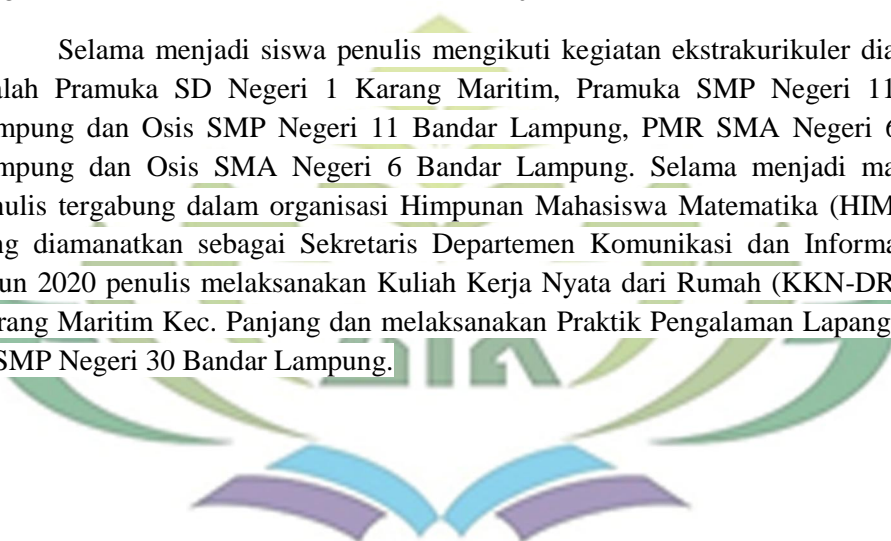 Selama menjadi siswa penulis mengikuti kegiatan ekstrakurikuler dia
alah Pramuka SD Negeri 1 Karang Maritim, Pramuka SMP Negeri 11
mpung dan Osis SMP Negeri 11 Bandar Lampung, PMR SMA Negeri 6
mpung dan Osis SMA Negeri 6 Bandar Lampung. Selama menjadi ma
nulis tergabung dalam organisasi Himpunan Mahasiswa Matematika (HIM
ng diamanatkan sebagai Sekretaris Departemen Komunikasi dan Informa
un 2020 penulis melaksanakan Kuliah Kerja Nyata dari Rumah (KKN-DR
rang Maritim Kec. Panjang dan melaksanakan Praktik Pengalaman Lapang
SMP Negeri 30 Bandar Lampung.